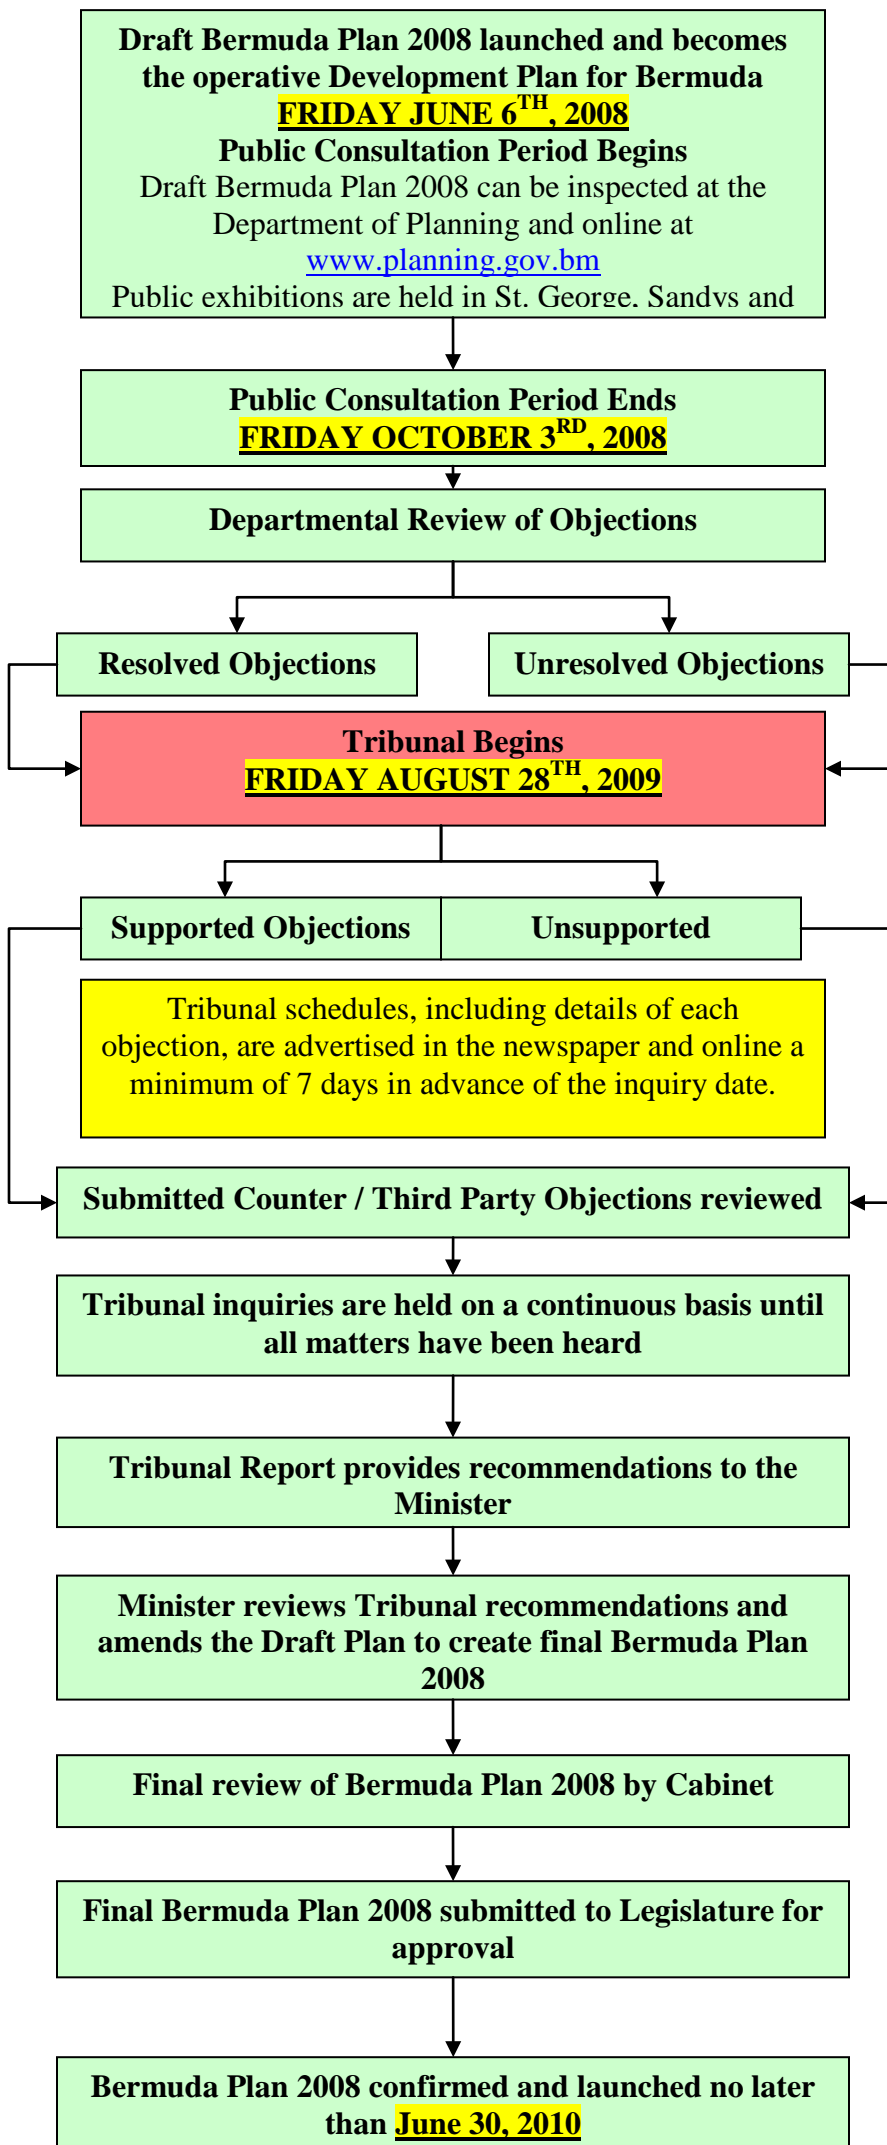 Draft Bermuda Plan 2008 launched and becomes
the operative Development Plan for Bermuda
FRIDAY JUNE 6TH, 2008
Public Consultation Period Begins
Draft Bermuda Plan 2008 can be inspected at the
Department of Planning and online at
www.planning.gov.bm
Public exhibitions are held in St. George, Sandys and
Public Consultation Period Ends
FRIDAY OCTOBER 3RD, 2008
Departmental Review of Objections
Resolved Objections
Unresolved Objections
Tribunal Begins
FRIDAY AUGUST 28TH, 2009
Supported Objections
Unsupported
Tribunal schedules, including details of each
objection, are advertised in the newspaper and online a
minimum of 7 days in advance of the inquiry date.
Submitted Counter / Third Party Objections reviewed
Tribunal inquiries are held on a continuous basis until
all matters have been heard
Tribunal Report provides recommendations to the
Minister
Minister reviews Tribunal recommendations and
amends the Draft Plan to create final Bermuda Plan
2008
Final review of Bermuda Plan 2008 by Cabinet
Final Bermuda Plan 2008 submitted to Legislature for
approval
Bermuda Plan 2008 confirmed and launched no later
than June 30, 2010